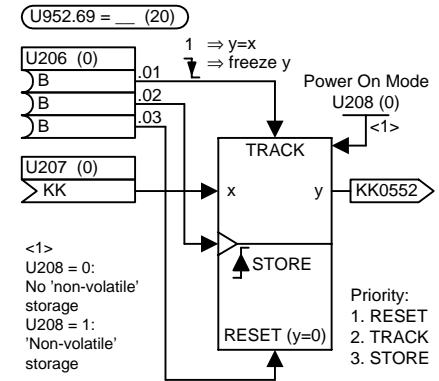 U952.69 = __ (20)
U206 (0)
B .01
B .02
B .03
1 ⇒ y=x
⇒ freeze y
Power On Mode
U208 (0)
<1>
TRACK
U207 (0)
KK
x y
KK0552
STORE
RESET (y=0)
<1>
U208 = 0:
No 'non-volatile'
storage
U208 = 1:
'Non-volatile'
storage
Priority:
1. RESET
2. TRACK
3. STORE